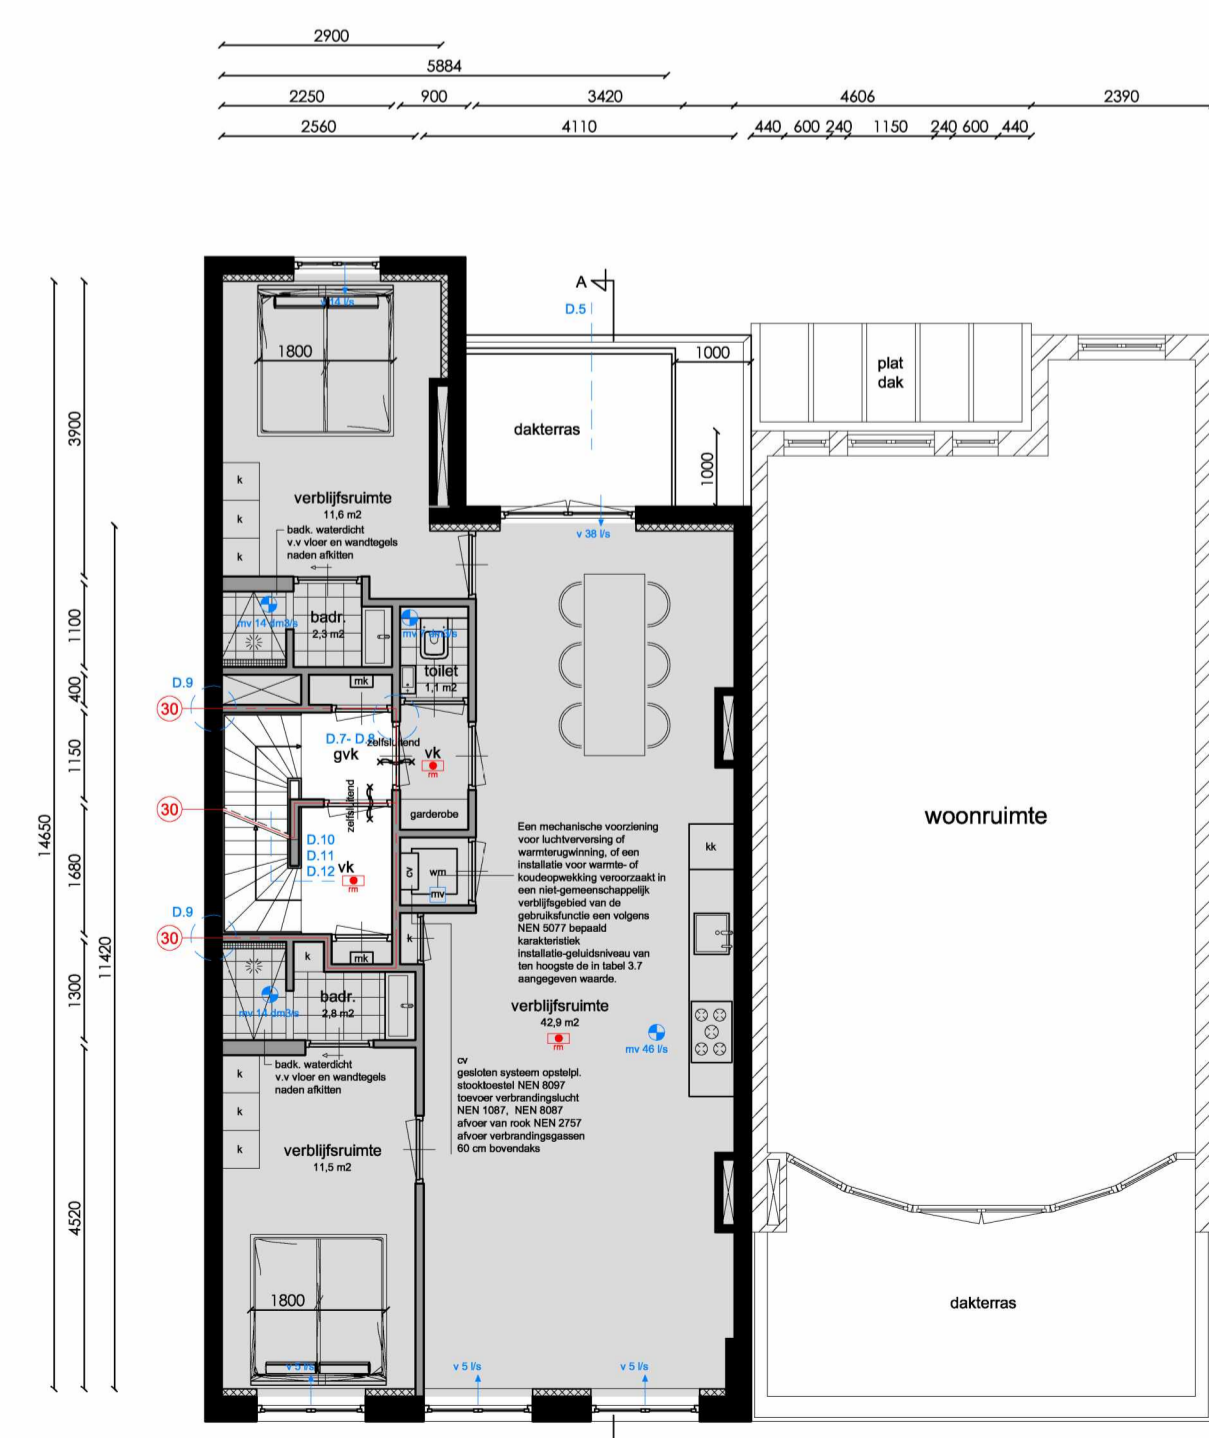 2900
5884
2250 900 3420 4606 2390
2560 4110 440 600 240 1150 240 600 440
A
D.5
v 14 l/s
1800
1000
plat
dak
dakterras
1000
3900
k
k
k
verblijfsruimte
11,6 m2
badk. waterdicht
v.v vloer en wandtegels
naden afkitten
v 38 l/s
badr.
2,3 m2
mv 14 dm3/s
toilet
1,1 m2
1100
400
1150
1680
1300
4520
14650
11420
D.9
30
mk
D.7- D.8
zelfsluitend
gvk
vk
rm
zelfsluitend
garderobe
30
D.10
D.11
D.12
vk
rm
cv
wm
mv
D.9
30
k
mk
k
Een mechanische voorziening
voor luchtverversing of
warmterugwinning, of een
installatie voor warmte- of
koudeopwekking veroorzaakt in
een niet-gemeenschappelijk
verblijfsgebied van de
gebruiksfunctie een volgens
NEN 5077 bepaald
karakteristiek
installatie-geluidsniveau van
ten hoogste de in tabel 3.7
aangegeven waarde.
kk
woonruimte
verblijfsruimte
42,9 m2
rm
mv 46 l/s
badr.
2,8 m2
mv 14 dm3/s
badk. waterdicht
v.v vloer en wandtegels
naden afkitten
k
k
k
cv
gesloten systeem opstelpl.
stooktoestel NEN 8097
toevoer verbrandingslucht
NEN 1087, NEN 8087
afvoer van rook NEN 2757
afvoer verbrandingsgassen
60 cm bovendaks
verblijfsruimte
11,5 m2
1800
dakterras
v 5 l/s
v 5 l/s
v 5 l/s